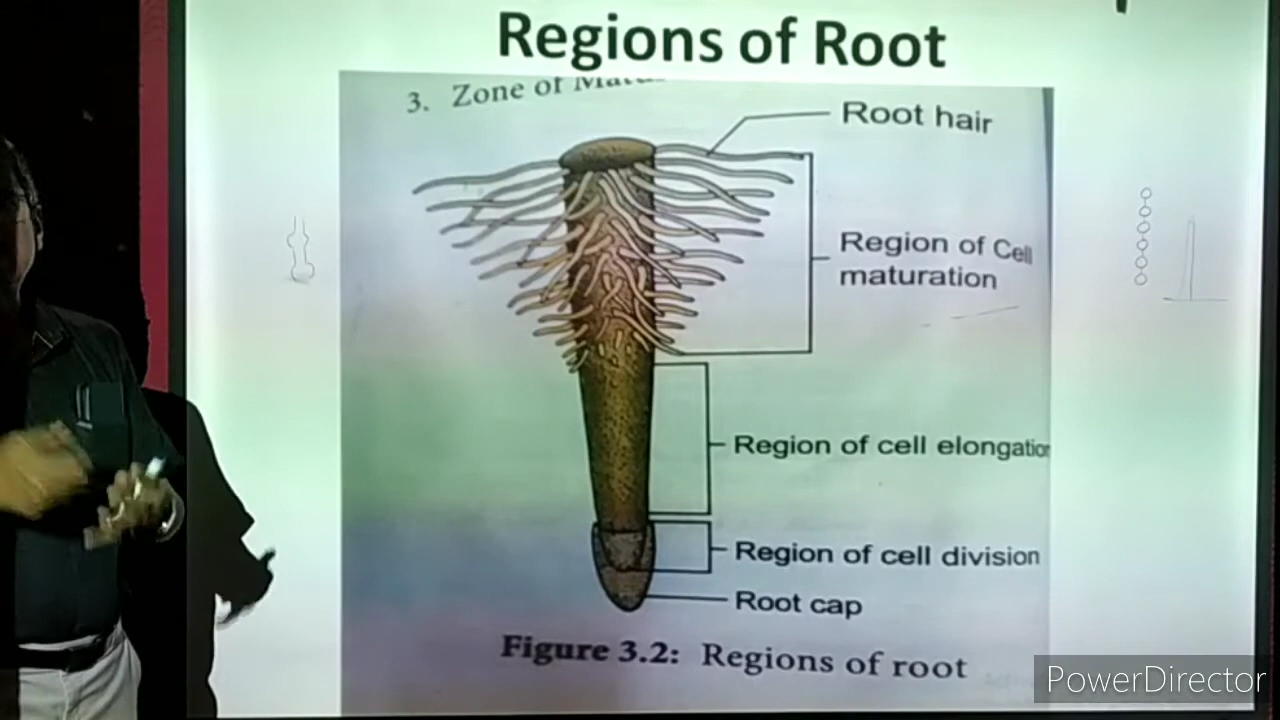 Regions of Root
3. Zone of
Root hair
Region of Cell
maturation
Region of cell elongation
Region of cell division
Root cap
Figure 3.2: Regions of root
PowerDirector